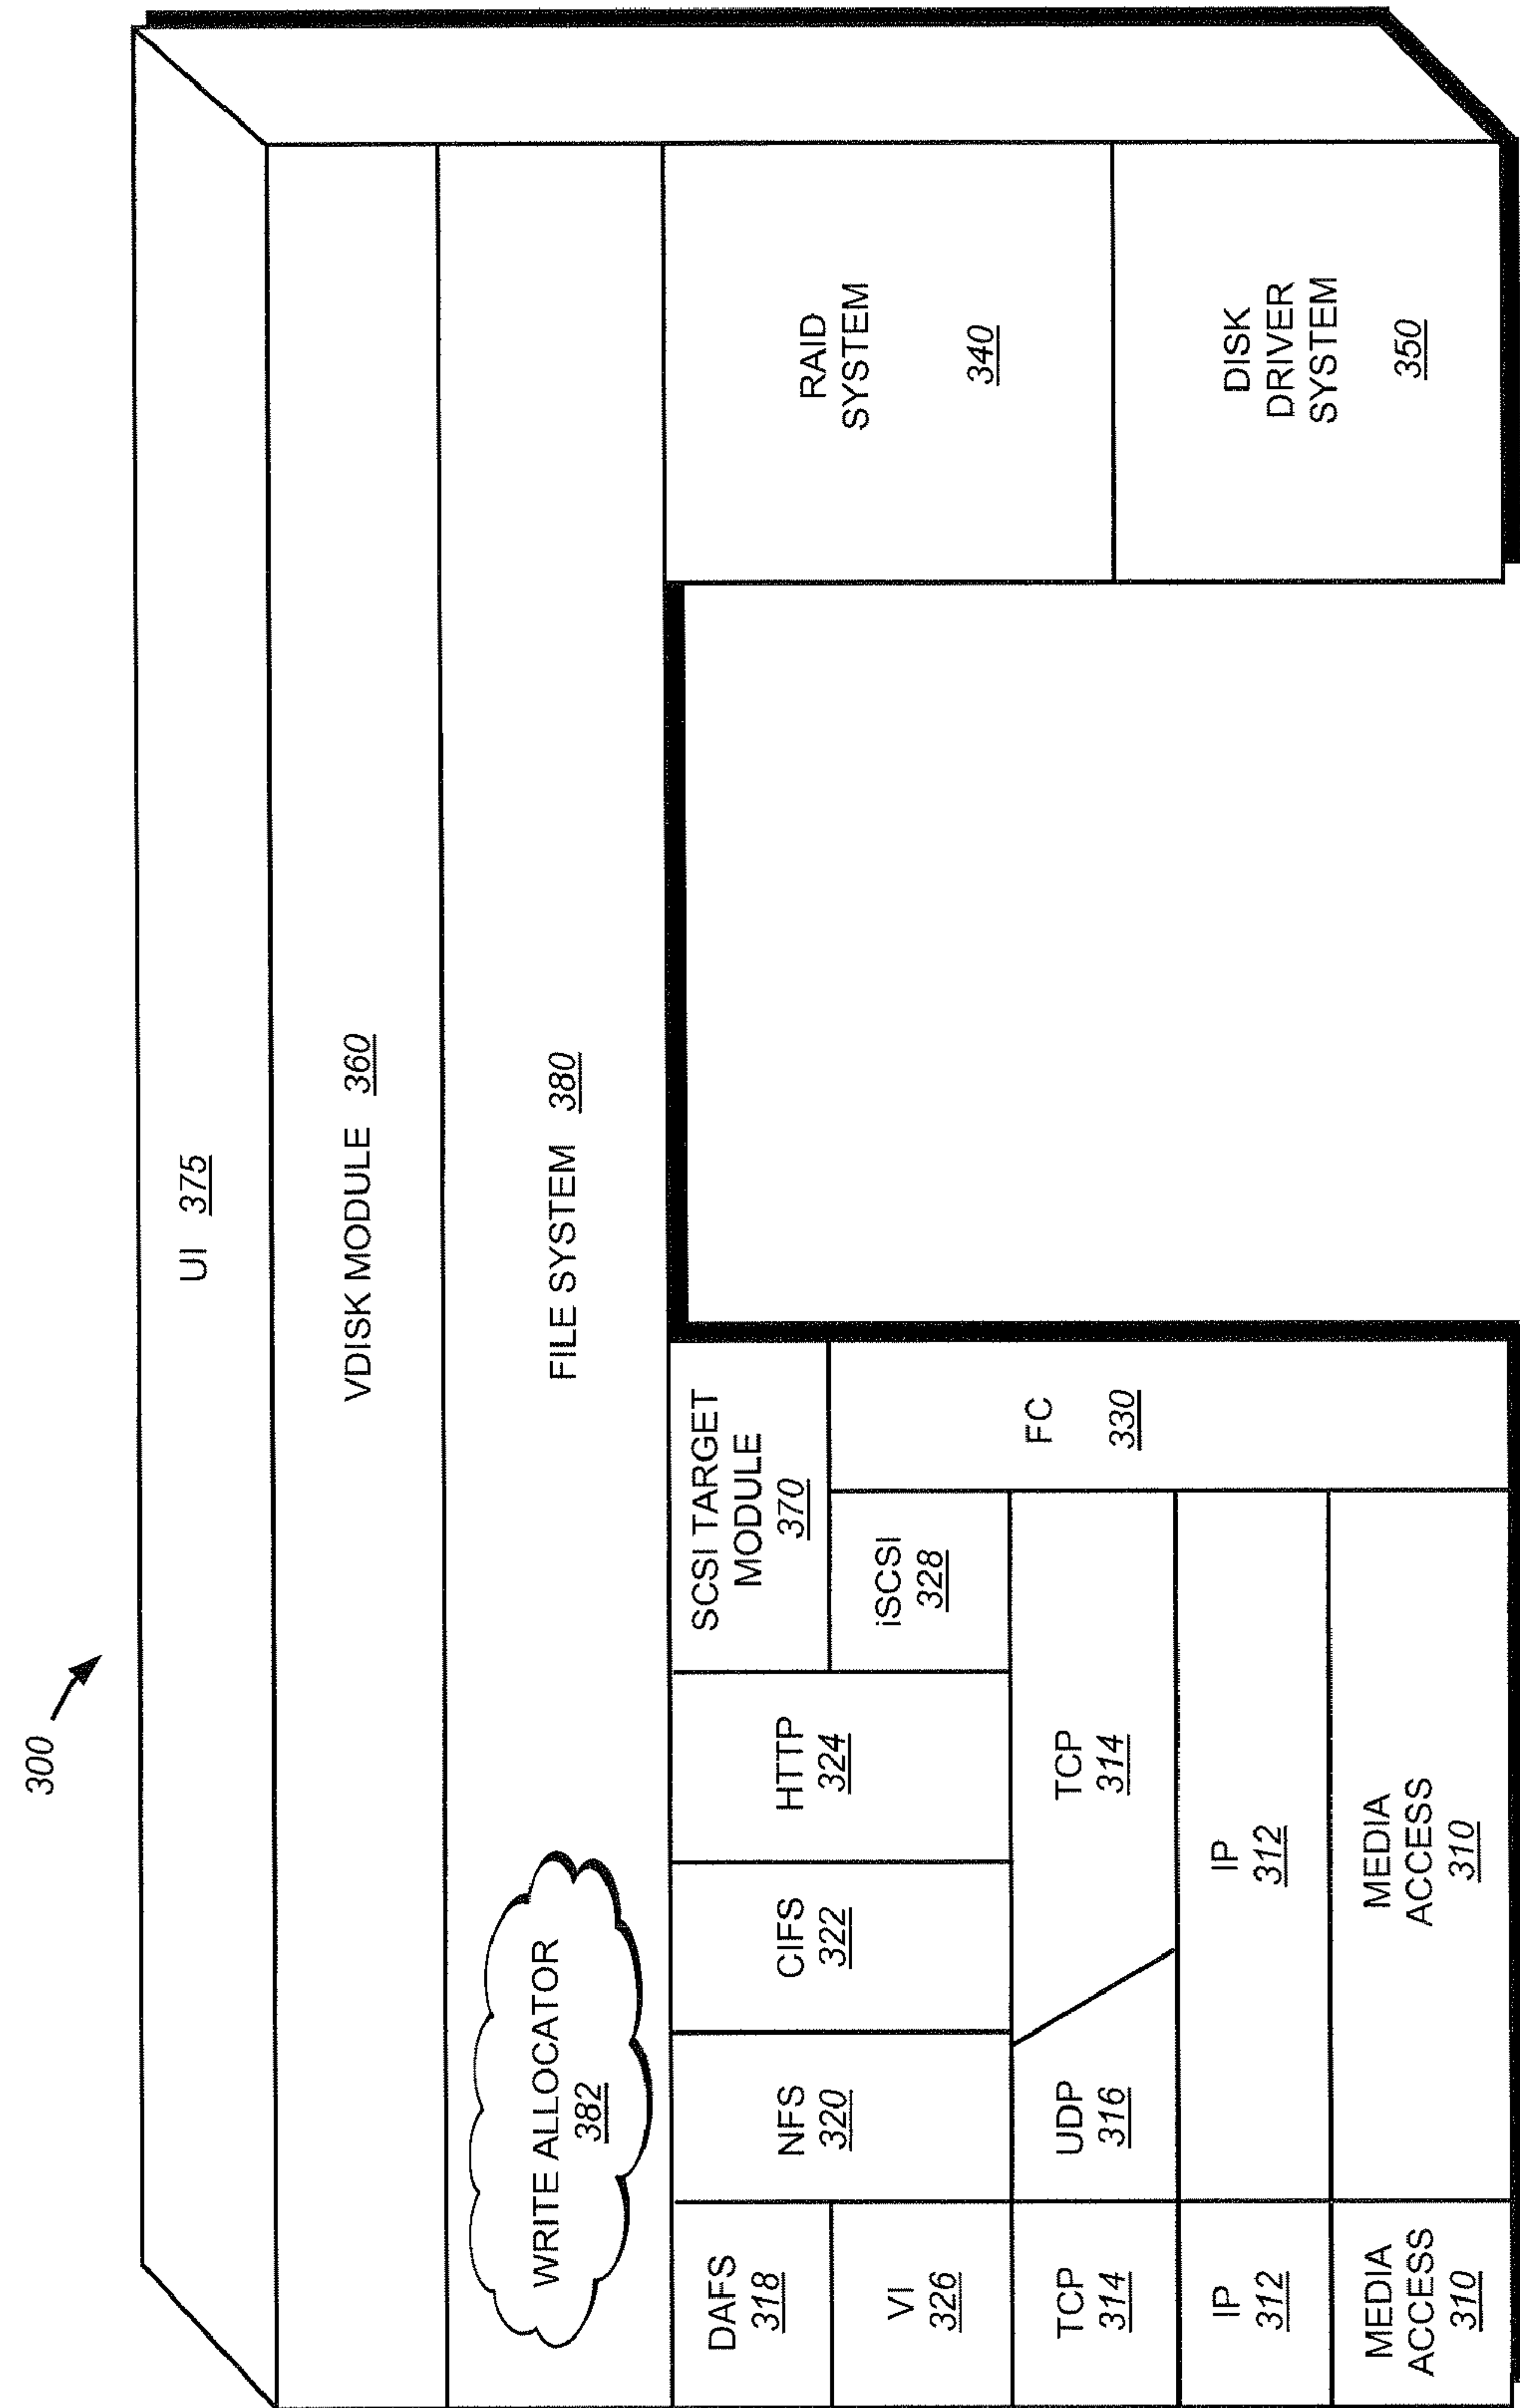 300
UI 375
VDISK MODULE 360
FILE SYSTEM 380
WRITE ALLOCATOR
382
DAFS
318
VI
326
TCP
314
IP
312
MEDIA
ACCESS
310
NFS
320
CIFS
322
HTTP
324
SCSI TARGET
MODULE
370
iSCSI
328
FC
330
UDP
316
TCP
314
IP
312
MEDIA
ACCESS
310
RAID
SYSTEM
340
DISK
DRIVER
SYSTEM
350